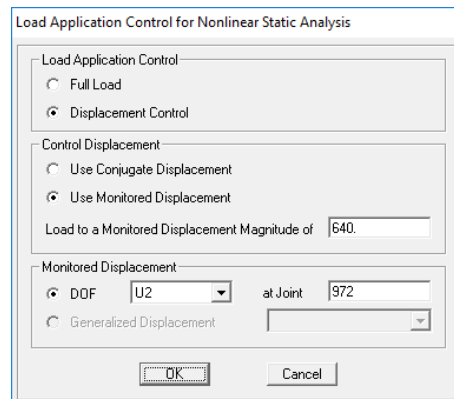 Load Application Control for Nonlinear Static Analysis
Load Application Control
Full Load
Displacement Control
Control Displacement
Use Conjugate Displacement
Use Monitored Displacement
Load to a Monitored Displacement Magnitude of 640.
Monitored Displacement
DOF U2 at Joint 972
Generalized Displacement
OK Cancel